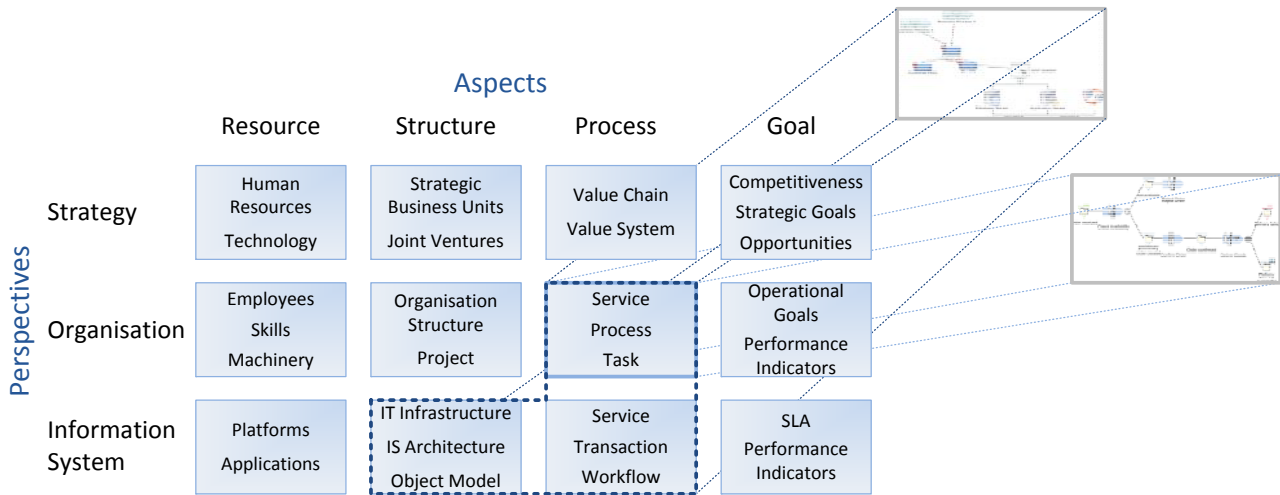 Aspects
Resource
Structure
Process
Goal
Perspectives
Strategy
Human
Resources
Technology
Strategic
Business Units
Joint Ventures
Value Chain
Value System
Competitiveness
Strategic Goals
Opportunities
Organisation
Employees
Skills
Machinery
Organisation
Structure
Project
Service
Process
Task
Operational
Goals
Performance
Indicators
Information
System
Platforms
Applications
IT Infrastructure
IS Architecture
Object Model
Service
Transaction
Workflow
SLA
Performance
Indicators